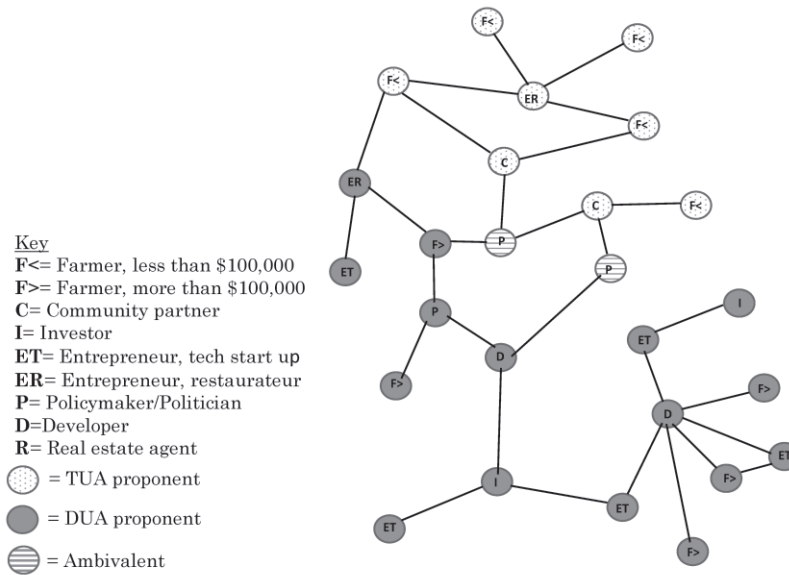 F<
F<
F<
ER
F<
C
ER
C
F<
F>
P
ET
P
I
P
ET
D
F>
F>
D
ET
F>
I
ET
ET
F>
Key
F<= Farmer, less than $100,000
F>= Farmer, more than $100,000
C= Community partner
I= Investor
ET= Entrepreneur, tech start up
ER= Entrepreneur, restaurateur
P= Policymaker/Politician
D=Developer
R= Real estate agent
= TUA proponent
= DUA proponent
= Ambivalent